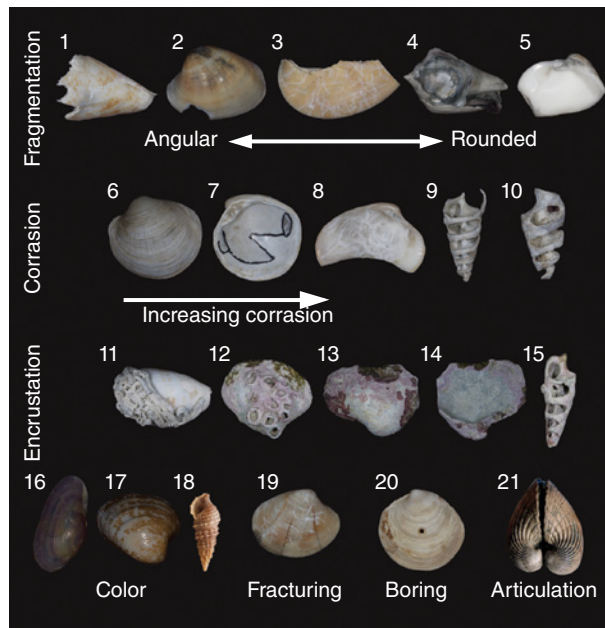 Fragmentation
1 2 3 4 5
Angular Rounded
Corrasion
6 7 8 9 10
Increasing corrasion
Encrustation
11 12 13 14 15
16 17 18 19 20 21
Color Fracturing Boring Articulation